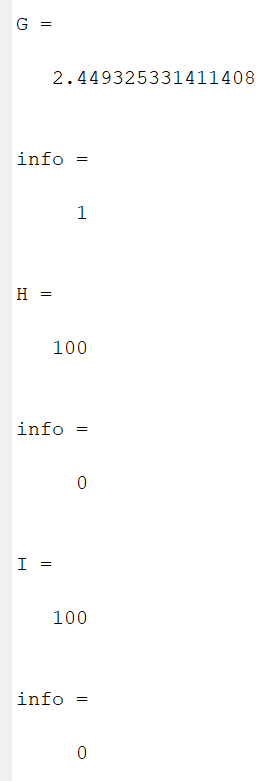 G =
2.449325331411408
info =
1
H =
100
info =
0
I =
100
info =
0